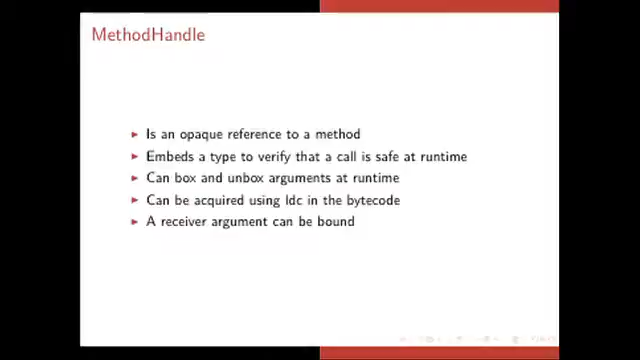 MethodHandle
Is an opaque reference to a method
Embeds a type to verify that a call is safe at runtime
Can box and unbox arguments at runtime
Can be acquired using ldc in the bytecode
A receiver argument can be bound